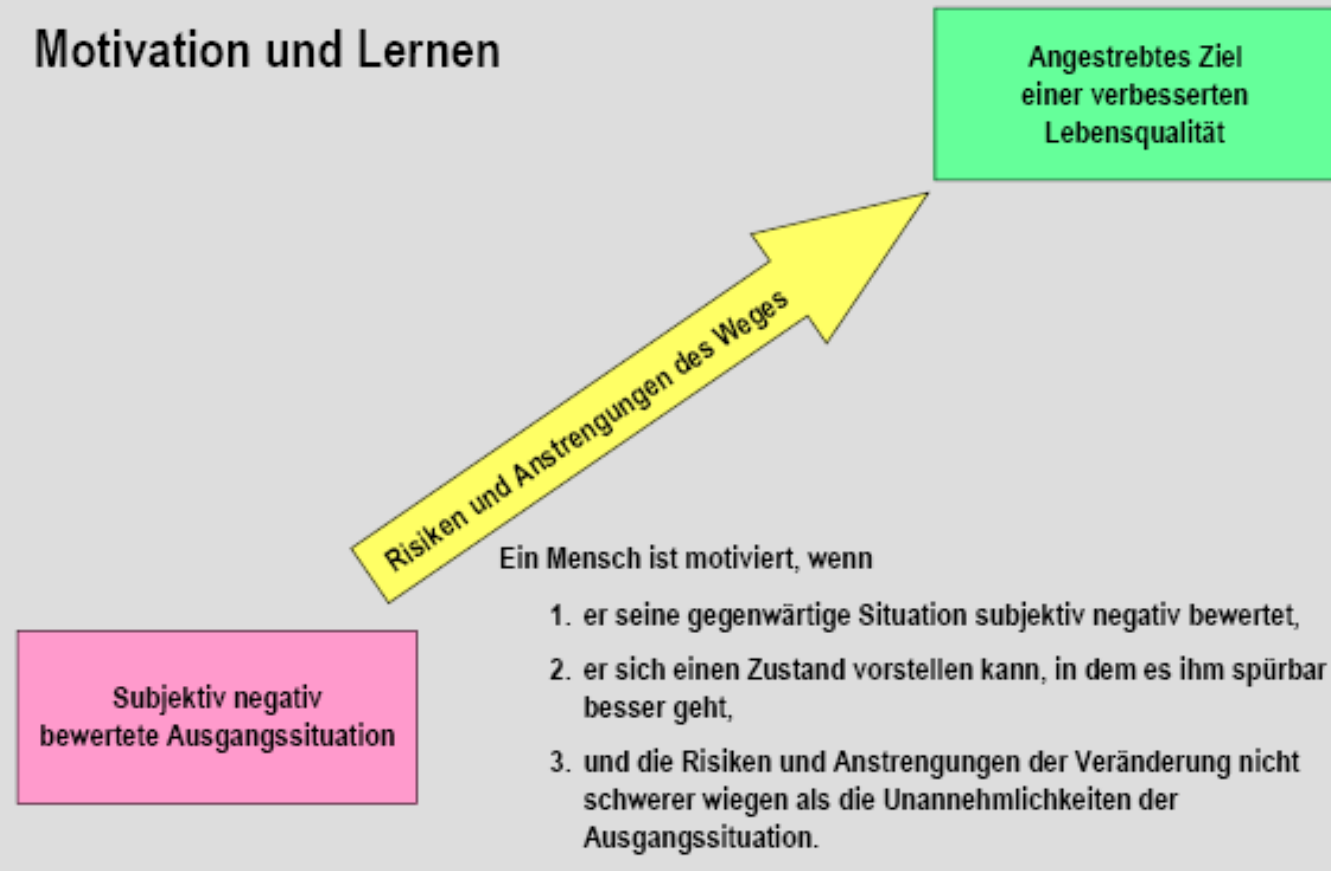 Motivation und Lernen
Angestrebtes Ziel
einer verbesserten
Lebensqualität
Risiken und Anstrengungen des Weges
Subjektiv negativ
bewertete Ausgangssituation
Ein Mensch ist motiviert, wenn
1. er seine gegenwärtige Situation subjektiv negativ bewertet,
2. er sich einen Zustand vorstellen kann, in dem es ihm spürbar
besser geht,
3. und die Risiken und Anstrengungen der Veränderung nicht
schwerer wiegen als die Unannehmlichkeiten der
Ausgangssituation.